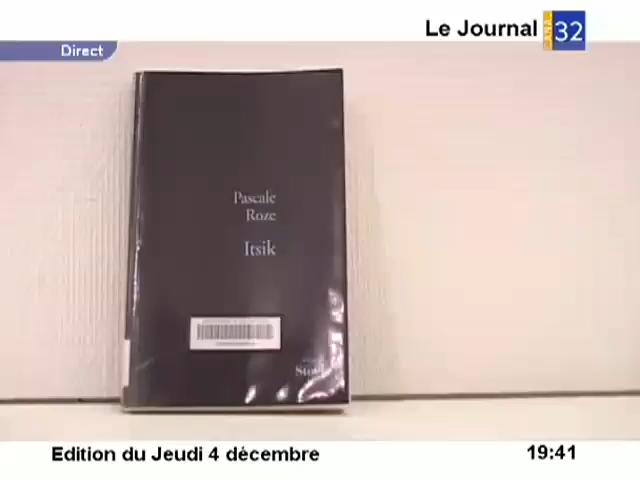 Le Journal 32
Direct
Pascale
Roze
Itsik
Edition du Jeudi 4 décembre
19:41